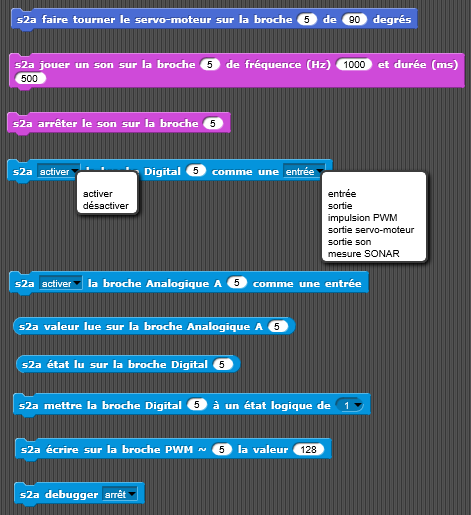 s2a faire tourner le servo-moteur sur la broche 5 de 90 degrés
s2a jouer un son sur la broche 5 de fréquence (Hz) 1000 et durée (ms)
500
s2a arrêter le son sur la broche 5
s2a activer Digital 5 comme une entrée
activer
désactiver
entrée
sortie
impulsion PWM
sortie servo-moteur
sortie son
mesure SONAR
s2a activer la broche Analogique A 5 comme une entrée
s2a valeur lue sur la broche Analogique A 5
s2a état lu sur la broche Digital 5
s2a mettre la broche Digital 5 à un état logique de 1
s2a écrire sur la broche PWM ~ 5 la valeur 128
s2a debugger arrêt